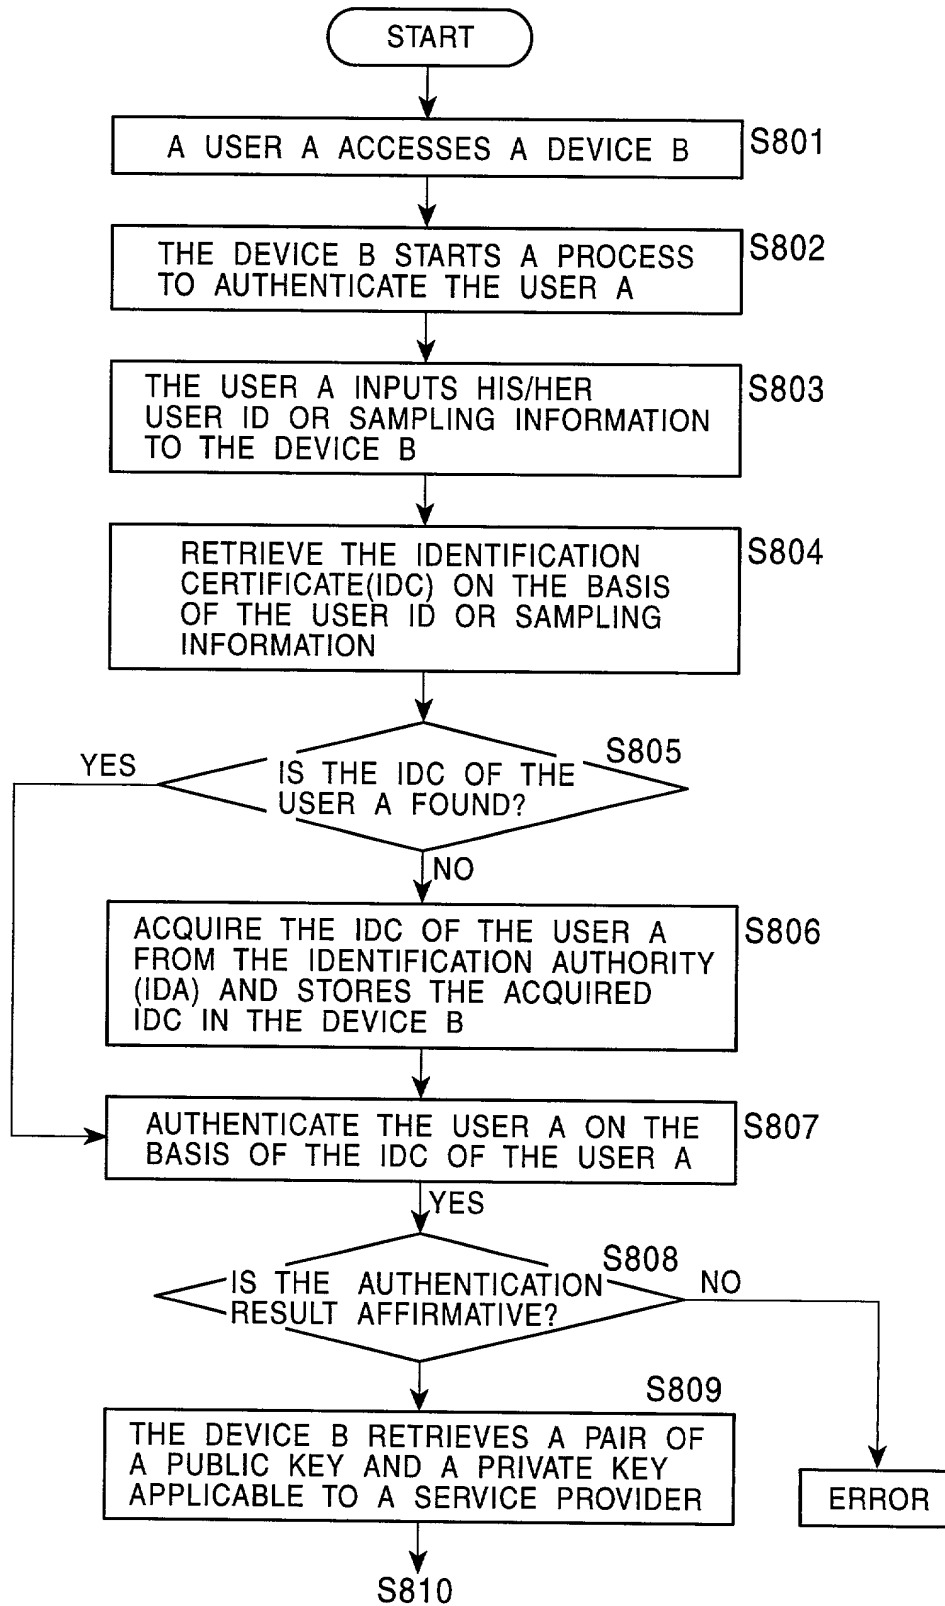 START
A USER A ACCESSES A DEVICE B
S801
THE DEVICE B STARTS A PROCESS
TO AUTHENTICATE THE USER A
S802
THE USER A INPUTS HIS/HER
USER ID OR SAMPLING INFORMATION
TO THE DEVICE B
S803
RETRIEVE THE IDENTIFICATION
CERTIFICATE(IDC) ON THE BASIS
OF THE USER ID OR SAMPLING
INFORMATION
S804
S805
YES
IS THE IDC OF THE
USER A FOUND?
NO
ACQUIRE THE IDC OF THE USER A
FROM THE IDENTIFICATION AUTHORITY
(IDA) AND STORES THE ACQUIRED
IDC IN THE DEVICE B
S806
AUTHENTICATE THE USER A ON THE
BASIS OF THE IDC OF THE USER A
S807
YES
S808
IS THE AUTHENTICATION
RESULT AFFIRMATIVE?
NO
S809
THE DEVICE B RETRIEVES A PAIR OF
A PUBLIC KEY AND A PRIVATE KEY
APPLICABLE TO A SERVICE PROVIDER
ERROR
S810